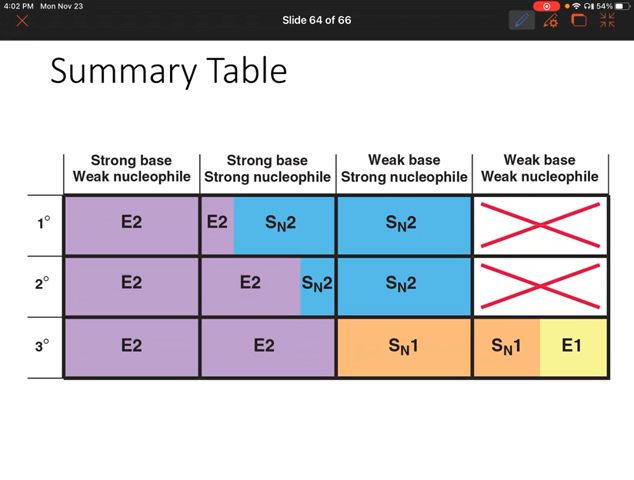 4:02 PM Mon Nov 23
54%
Slide 64 of 66
Summary Table
Strong base
Weak nucleophile
Strong base
Strong nucleophile
Weak base
Strong nucleophile
Weak base
Weak nucleophile
1° E2 E2 SN2 SN2
2° E2 E2 SN2 SN2
3° E2 E2 SN1 SN1 E1